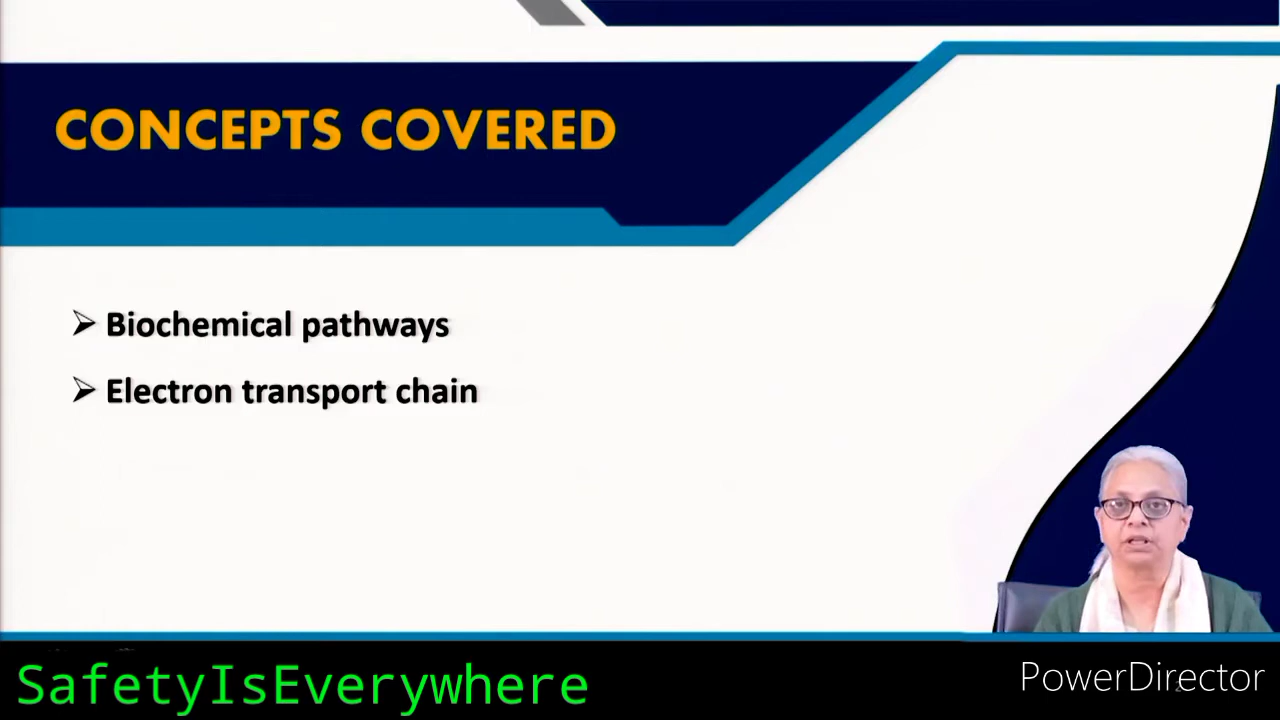 CONCEPTS COVERED
Biochemical pathways
Electron transport chain
SafetyIsEverywhere
PowerDirector